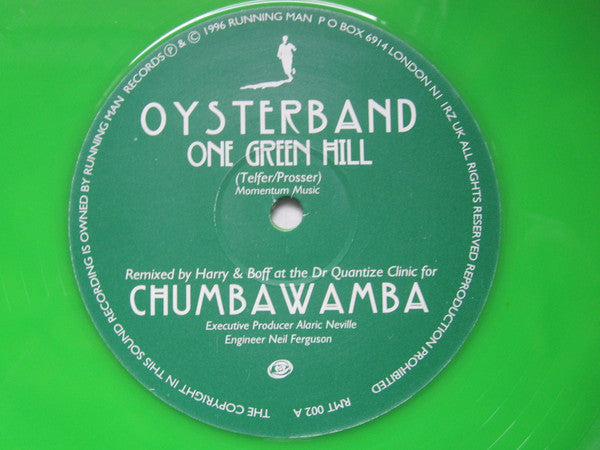 THE COPYRIGHT IN THIS SOUND RECORDING IS OWNED BY RUNNING MAN RECORDS ℗ & © 1996 RUNNING MAN P O BOX 6914 LONDON N1 1RZ UK ALL RIGHTS RESERVED REPRODUCTION PROHIBITED
OYSTERBAND
ONE GREEN HILL
(Telfer/Prosser)
Momentum Music
Remixed by Harry & Boff at the Dr Quantize Clinic for
CHUMBAWAMBA
Executive Producer Alaric Neville
Engineer Neil Ferguson
RMT 002 A